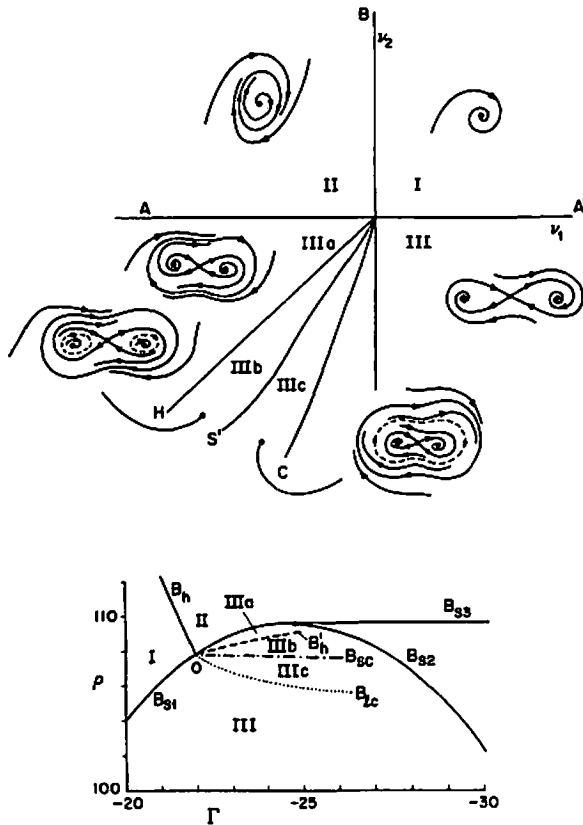 B
ν₂
II I
A A
IIIa III ν₁
IIIb
IIIc
H
S'
C
Bh
II
IIIa
110
BS3
I
IIIb
B'h
BSC
BS2
O
IIIc
ρ
BS1
Blc
III
100
-20 -25 -30
Γ